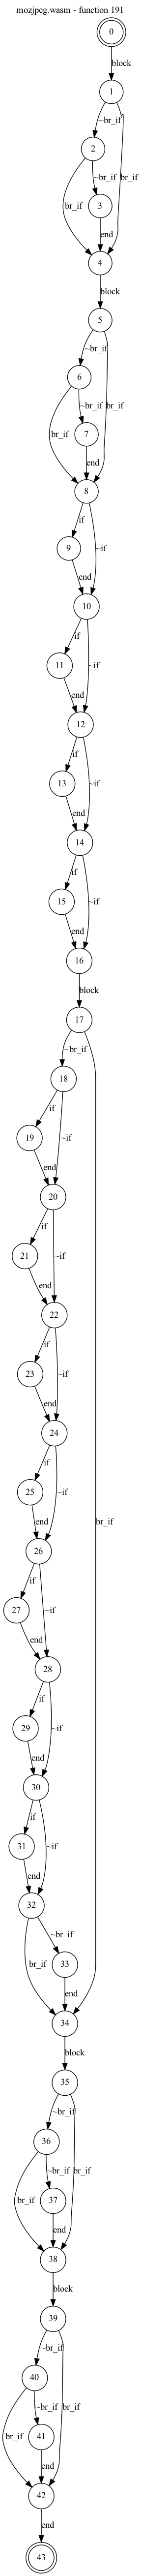 mozjpeg.wasm - function 191
0
block
1
~br_if
2
~br_if
br_if
br_if
3
end
4
block
5
~br_if
6
~br_if
br_if
br_if
7
end
8
if
9
~if
end
10
if
11
~if
end
12
if
13
~if
end
14
if
15
~if
end
16
block
17
~br_if
18
if
19
~if
end
20
if
21
~if
end
22
if
23
~if
end
24
if
25
~if
end
br_if
26
if
27
~if
end
28
if
29
~if
end
30
if
31
~if
end
32
~br_if
br_if
33
end
34
block
35
~br_if
36
~br_if
br_if
br_if
37
end
38
block
39
~br_if
40
~br_if
br_if
br_if
41
end
42
end
43